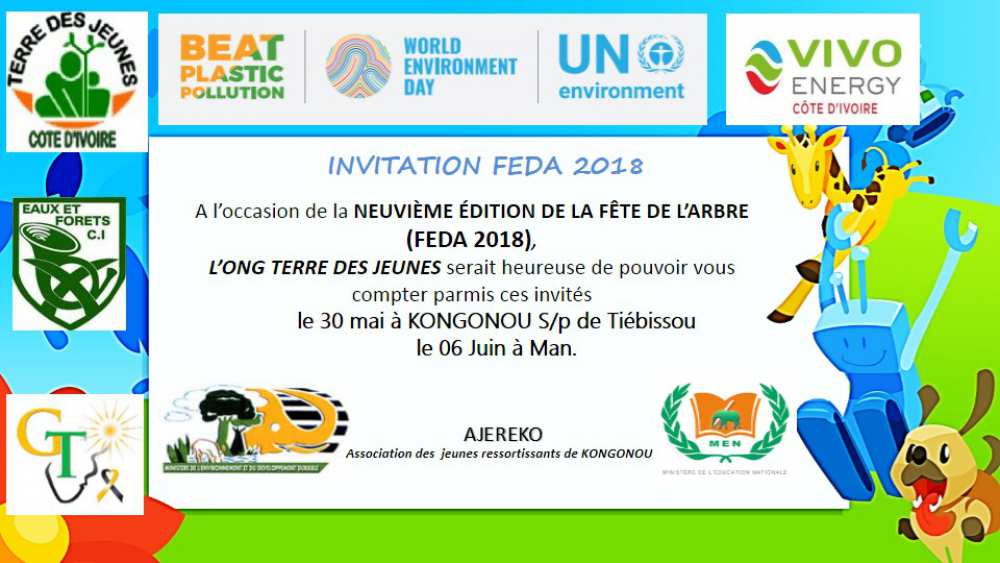 TERRE DES JEUNES
COTE D'IVOIRE
BEAT
PLASTIC
POLLUTION
WORLD
ENVIRONMENT
DAY
UN
environment
VIVO
ENERGY
CÔTE D'IVOIRE
INVITATION FEDA 2018
A l'occasion de la NEUVIÈME ÉDITION DE LA FÊTE DE L'ARBRE
(FEDA 2018),
L'ONG TERRE DES JEUNES serait heureuse de pouvoir vous
compter parmis ces invités
le 30 mai à KONGONOU S/p de Tiébissou
le 06 Juin à Man.
EAUX ET
FORETS
C.I
GT
MINISTÈRE DE L'ENVIRONNEMENT ET DU DEVELOPPEMENT DURABLE
AJEREKO
Association des jeunes ressortissants de KONGONOU
MEN
MINISTÈRE DE L'EDUCATION NATIONALE